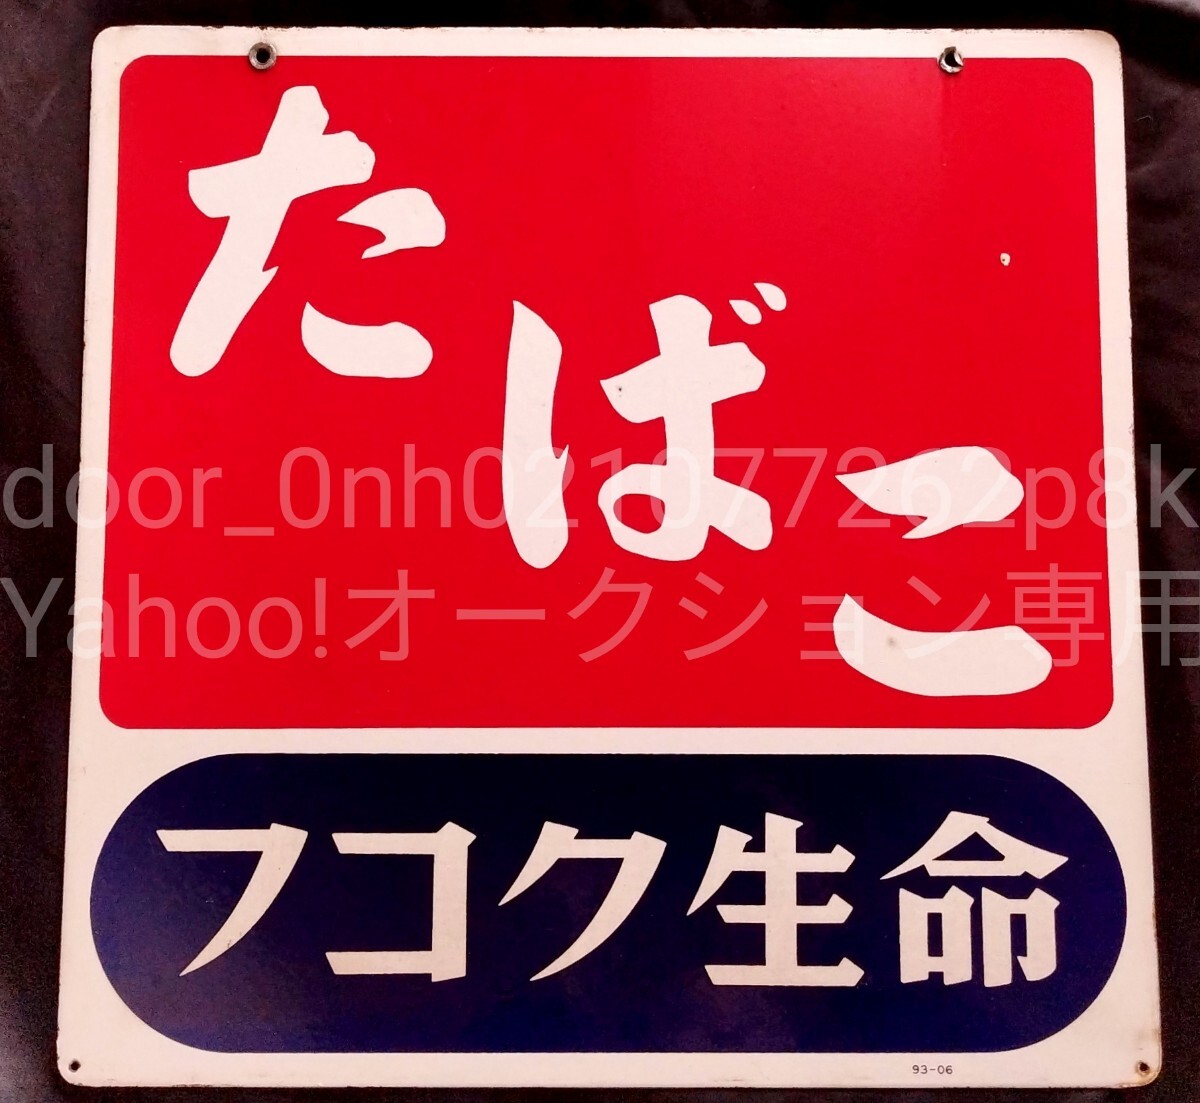 たばこ
door_0nh021077262p8k
Yahoo!オークション専用
フコク生命
93-06